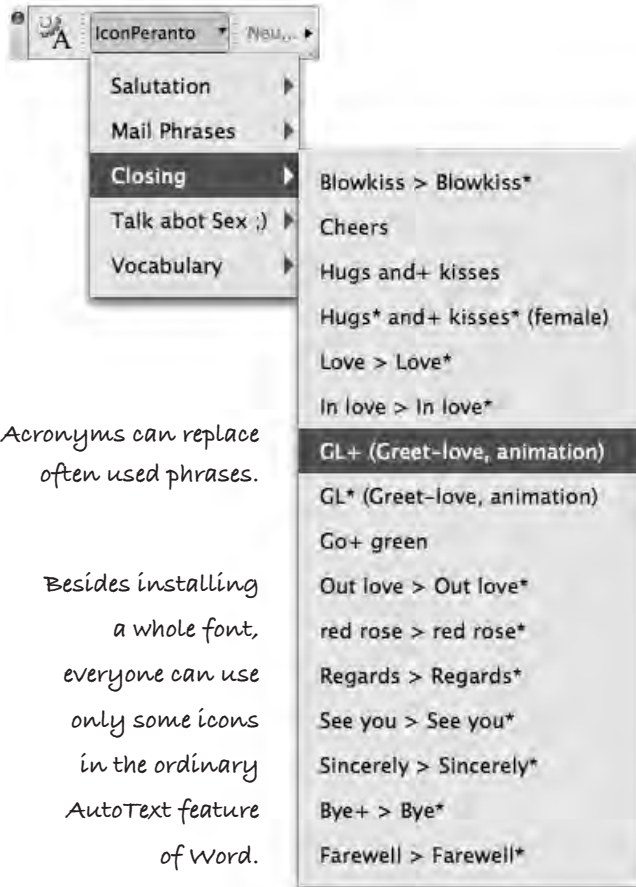 A
IconPeranto
Neu...
Salutation
Mail Phrases
Closing
Talk abot Sex ;)
Vocabulary
Blowkiss > Blowkiss*
Cheers
Hugs and+ kisses
Hugs* and+ kisses* (female)
Love > Love*
In love > In love*
GL+ (Greet-love, animation)
GL* (Greet-love, animation)
Go+ green
Out love > Out love*
red rose > red rose*
Regards > Regards*
See you > See you*
Sincerely > Sincerely*
Bye+ > Bye*
Farewell > Farewell*
Acronyms can replace
often used phrases.
Besides installing
a whole font,
everyone can use
only some icons
in the ordinary
AutoText feature
of Word.